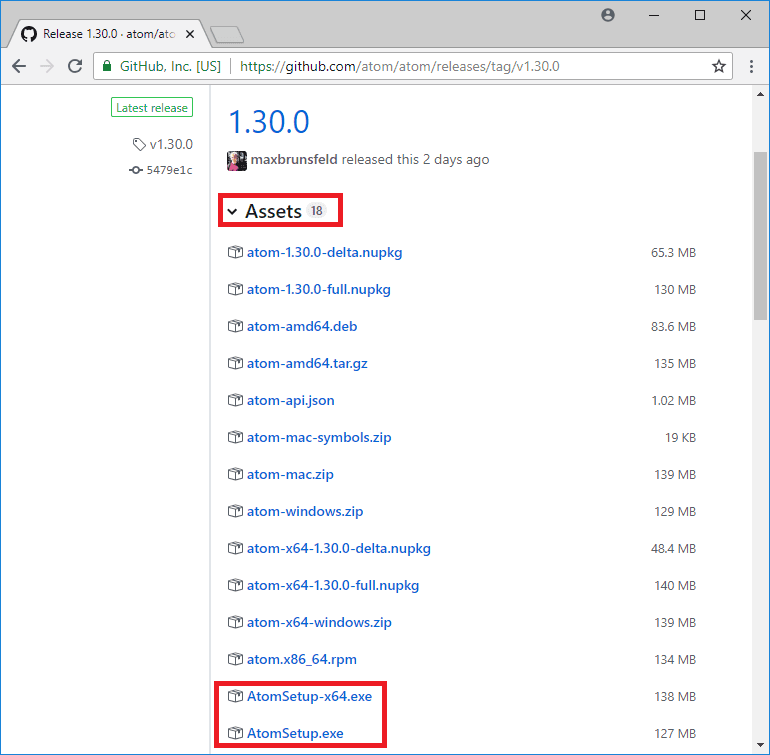 Release 1.30.0 · atom/ato
GitHub, Inc. [US] https://github.com/atom/atom/releases/tag/v1.30.0
Latest release
v1.30.0
5479e1c
1.30.0
maxbrunsfeld released this 2 days ago
Assets 18
atom-1.30.0-delta.nupkg 65.3 MB
atom-1.30.0-full.nupkg 130 MB
atom-amd64.deb 83.6 MB
atom-amd64.tar.gz 135 MB
atom-api.json 1.02 MB
atom-mac-symbols.zip 19 KB
atom-mac.zip 139 MB
atom-windows.zip 129 MB
atom-x64-1.30.0-delta.nupkg 48.4 MB
atom-x64-1.30.0-full.nupkg 140 MB
atom-x64-windows.zip 139 MB
atom.x86_64.rpm 134 MB
AtomSetup-x64.exe 138 MB
AtomSetup.exe 127 MB